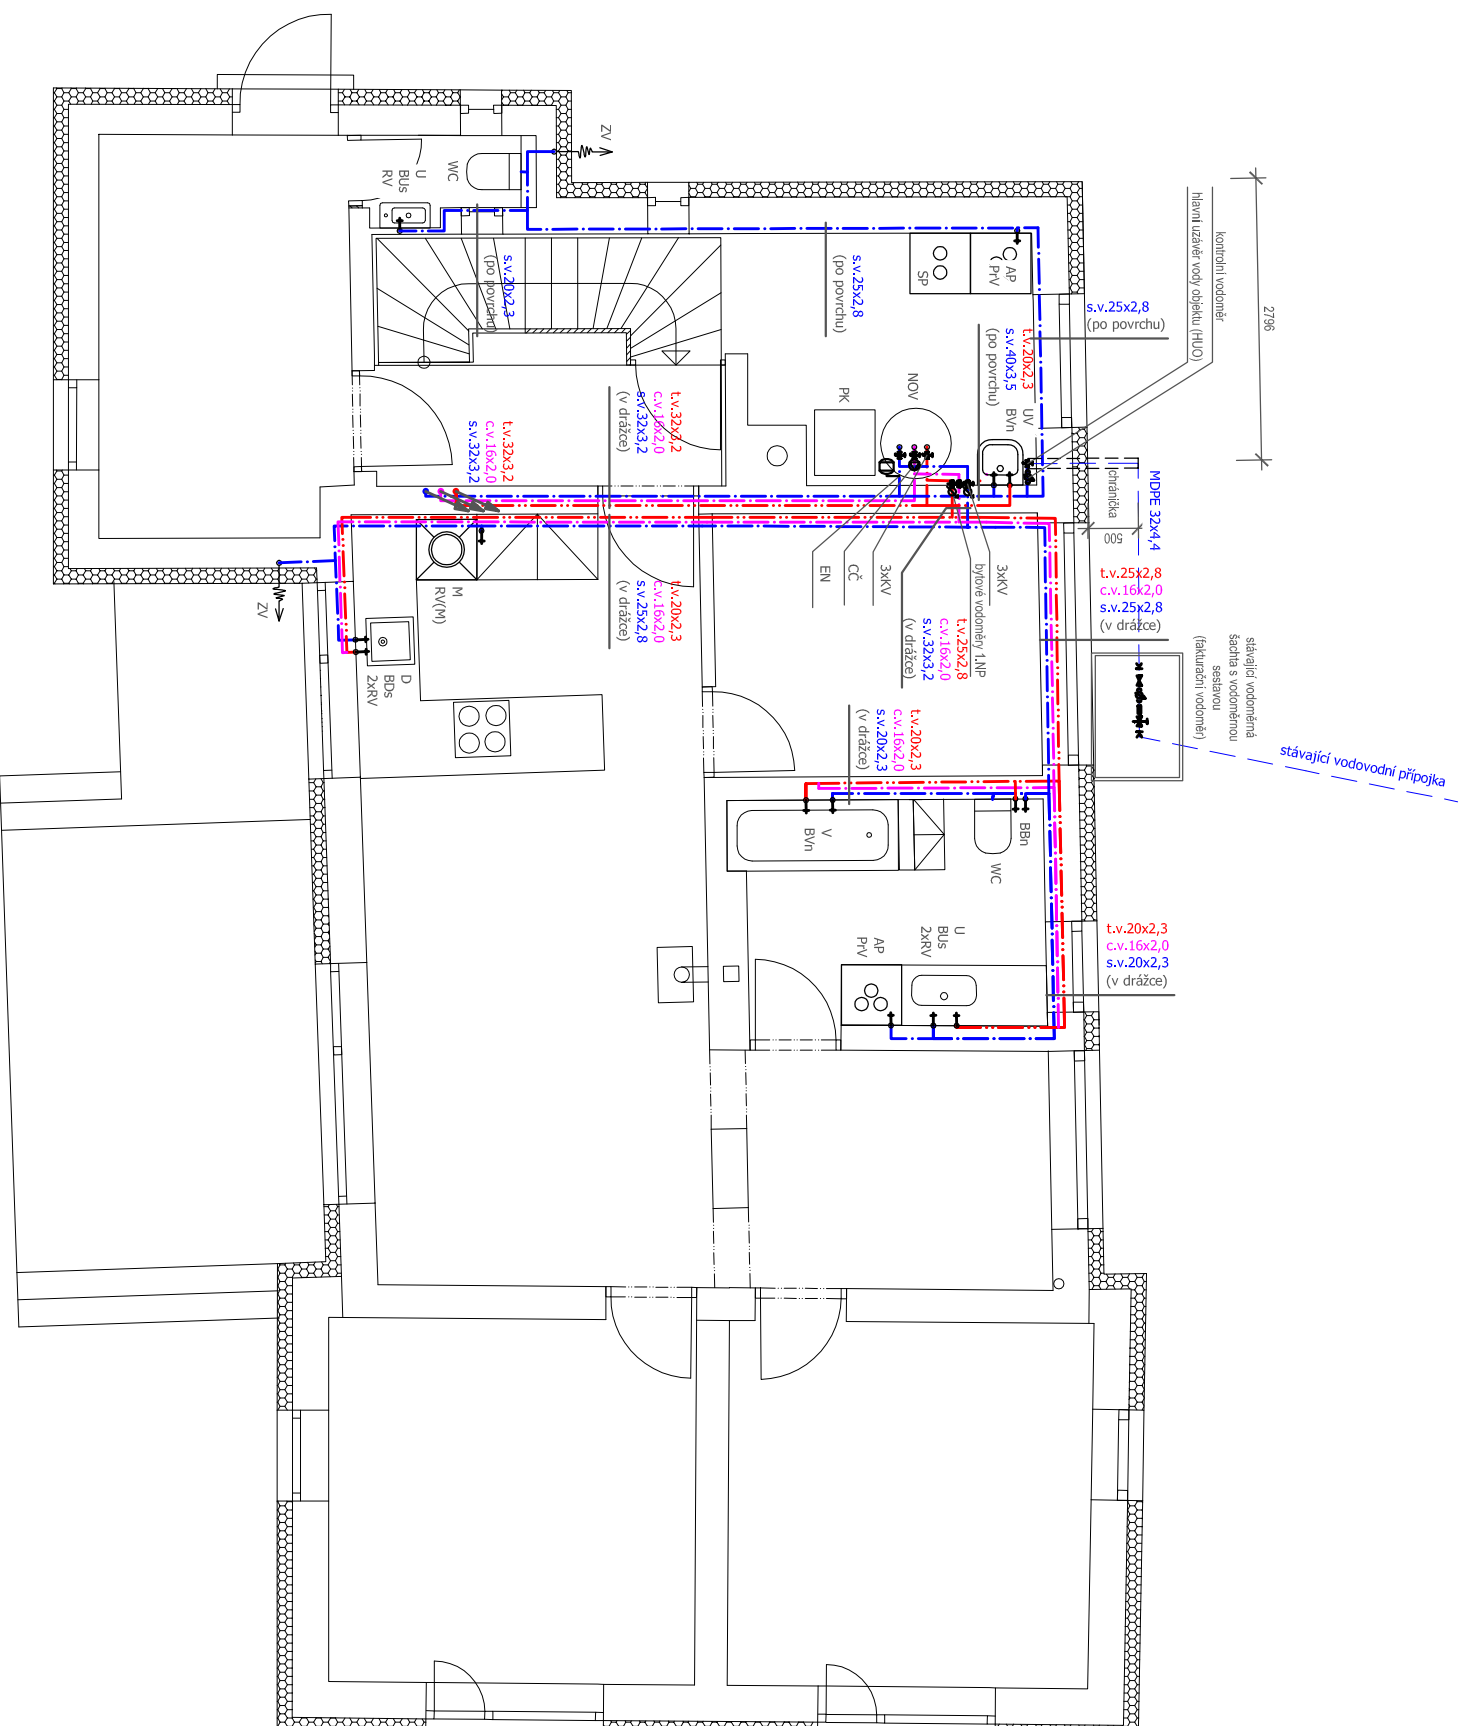 ZV
U
BUs
RV
WC
s.v.20x2,3
(po povrchu)
s.v.25x2,8
(po povrchu)
SP
AP
PrV
kontrolní vodoměr
hlavní uzávěr vody objektu (HUO)
2796
s.v.25x2,8
(po povrchu)
t.v.20x2,3
s.v.40x3,5
(po povrchu)
UV
BVn
NOV
PK
t.v.32x3,2
c.v.16x2,0
s.v.32x3,2
(v drážce)
t.v.32x3,2
c.v.16x2,0
s.v.32x3,2
MDPE 32x4,4
chránička
500
t.v.25x2,8
c.v.16x2,0
s.v.25x2,8
(v drážce)
3xKV
bytové vodoměry 1.NP
3xKV
CČ
EN
t.v.25x2,8
c.v.16x2,0
s.v.32x3,2
(v drážce)
t.v.20x2,3
c.v.16x2,0
s.v.25x2,8
(v drážce)
M
RV(M)
ZV
D
BDs
2xRV
stávající vodoměrná
šachta s vodoměrnou
sestavou
(fakturační vodoměr)
stávající vodovodní přípojka
t.v.20x2,3
c.v.16x2,0
s.v.20x2,3
(v drážce)
V
BVn
BBn
WC
U
BUs
2xRV
AP
PrV
t.v.20x2,3
c.v.16x2,0
s.v.20x2,3
(v drážce)